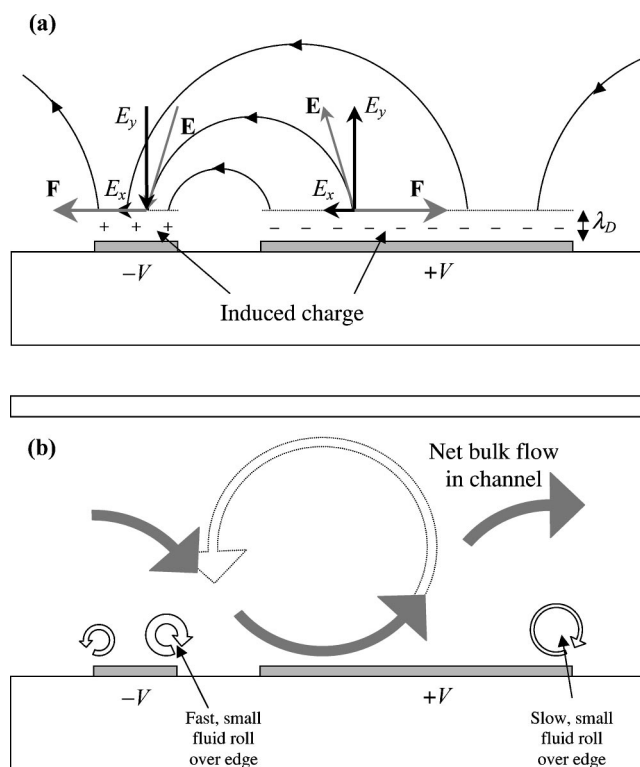 (a)
E_y
E
E
E_y
F
E_x
E_x
F
+ + +
− − − − − − − − − −
λ_D
−V
+V
Induced charge
(b)
Net bulk flow
in channel
−V
+V
Fast, small
fluid roll
over edge
Slow, small
fluid roll
over edge